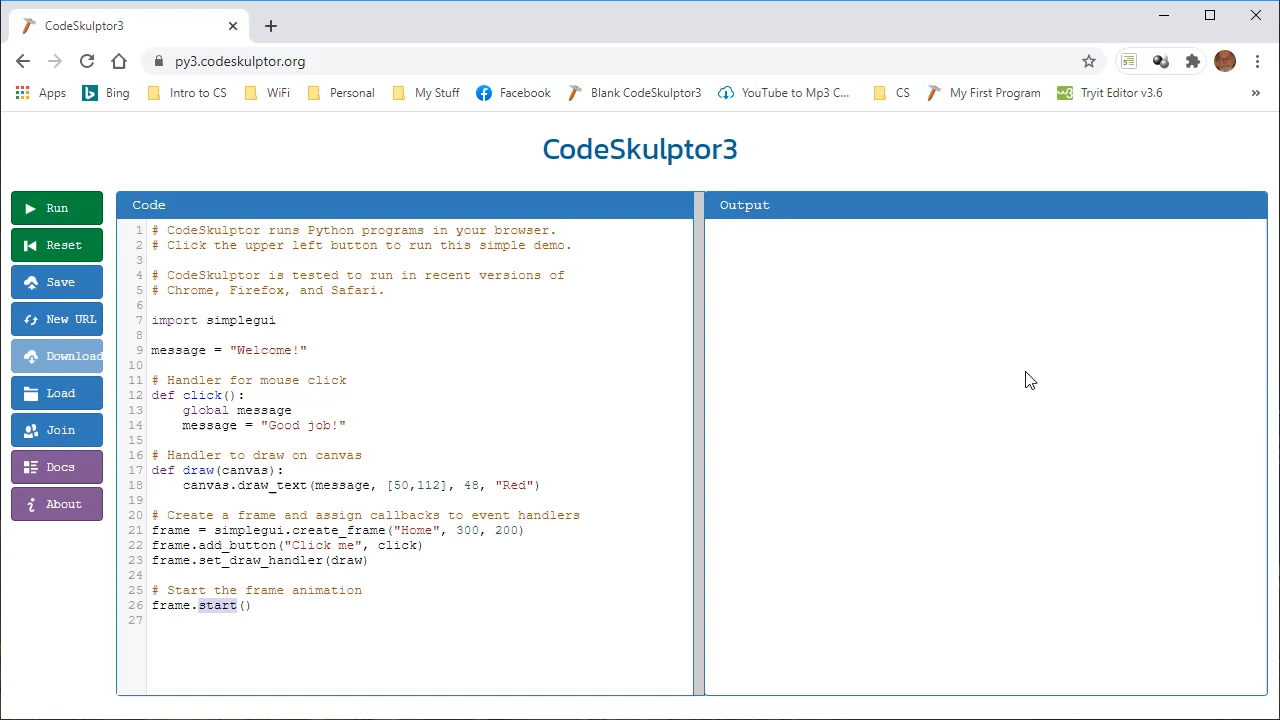 CodeSkulptor3
py3.codeskulptor.org
Apps Bing Intro to CS WiFi Personal My Stuff Facebook Blank CodeSkulptor3 YouTube to Mp3 C... CS My First Program Tryit Editor v3.6 »
CodeSkulptor3
Run
Reset
Save
New URL
Download
Load
Join
Docs
About
Code
1 # CodeSkulptor runs Python programs in your browser.
2 # Click the upper left button to run this simple demo.
3
4 # CodeSkulptor is tested to run in recent versions of
5 # Chrome, Firefox, and Safari.
6
7 import simplegui
8
9 message = "Welcome!"
10
11 # Handler for mouse click
12 def click():
13     global message
14     message = "Good job!"
15
16 # Handler to draw on canvas
17 def draw(canvas):
18     canvas.draw_text(message, [50,112], 48, "Red")
19
20 # Create a frame and assign callbacks to event handlers
21 frame = simplegui.create_frame("Home", 300, 200)
22 frame.add_button("Click me", click)
23 frame.set_draw_handler(draw)
24
25 # Start the frame animation
26 frame.start()
27
Output